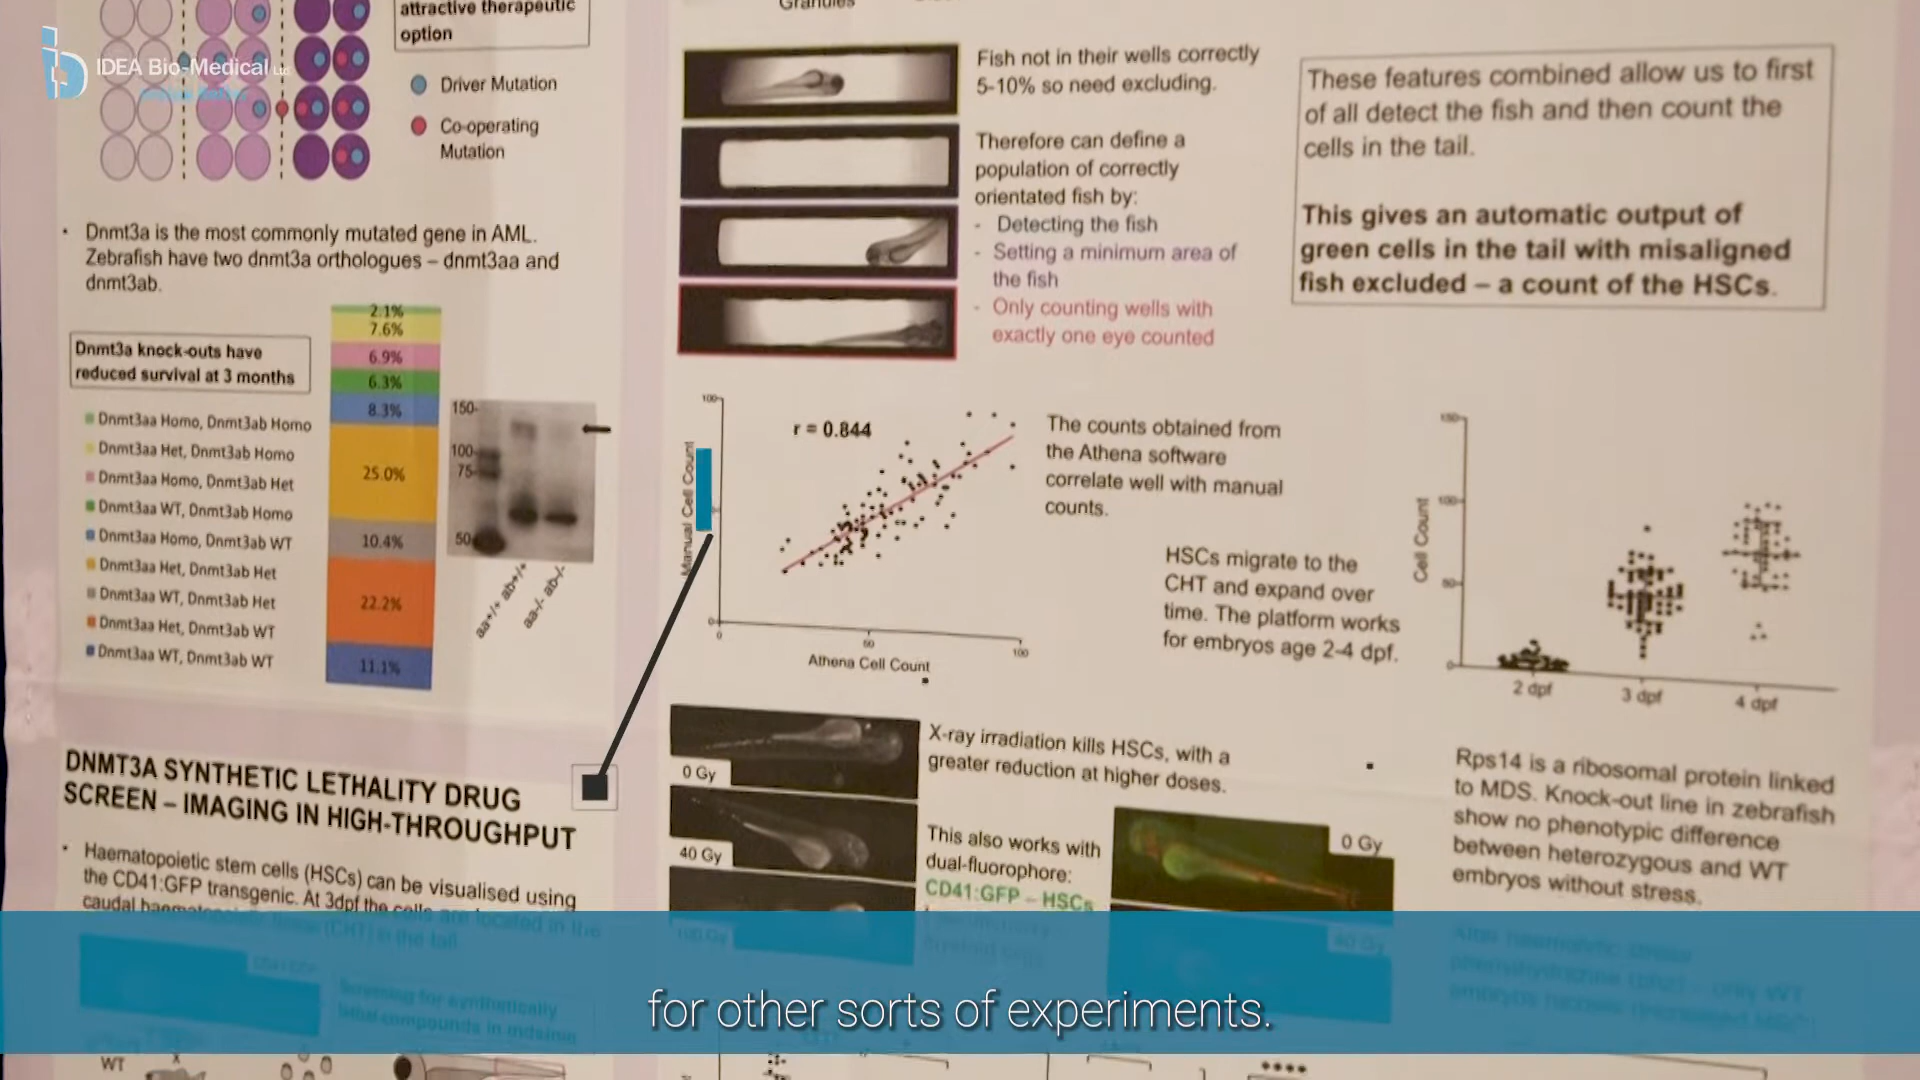 IDEA Bio-Medical
attractive therapeutic
option
Driver Mutation
Co-operating
Mutation
Dnmt3a is the most commonly mutated gene in AML.
Zebrafish have two dnmt3a orthologues – dnmt3aa and
dnmt3ab.
Dnmt3a knock-outs have
reduced survival at 3 months
Dnmt3aa Homo, Dnmt3ab Homo
Dnmt3aa Het, Dnmt3ab Homo
Dnmt3aa Homo, Dnmt3ab Het
Dnmt3aa WT, Dnmt3ab Homo
Dnmt3aa Homo, Dnmt3ab WT
Dnmt3aa Het, Dnmt3ab Het
Dnmt3aa WT, Dnmt3ab Het
Dnmt3aa Het, Dnmt3ab WT
Dnmt3aa WT, Dnmt3ab WT
2.1%
7.6%
6.9%
6.3%
8.3%
25.0%
10.4%
22.2%
11.1%
150-
100-
75-
50-
aa+/+ ab+/+
aa-/- ab-/-
DNMT3A SYNTHETIC LETHALITY DRUG
SCREEN – IMAGING IN HIGH-THROUGHPUT
Haematopoietic stem cells (HSCs) can be visualised using
the CD41:GFP transgenic. At 3dpf the cells are located in the
caudal haematopoietic tissue (CHT) in the tail
WT
Granules
Fish not in their wells correctly
5-10% so need excluding.
Therefore can define a
population of correctly
orientated fish by:
- Detecting the fish
- Setting a minimum area of
the fish
- Only counting wells with
exactly one eye counted
These features combined allow us to first
of all detect the fish and then count the
cells in the tail.
This gives an automatic output of
green cells in the tail with misaligned
fish excluded – a count of the HSCs.
r = 0.844
Manual Cell Count
100
0
0
50
100
Athena Cell Count
The counts obtained from
the Athena software
correlate well with manual
counts.
HSCs migrate to the
CHT and expand over
time. The platform works
for embryos age 2-4 dpf.
Cell Count
150
100
50
0
2 dpf
3 dpf
4 dpf
X-ray irradiation kills HSCs, with a
greater reduction at higher doses.
0 Gy
40 Gy
This also works with
dual-fluorophore:
CD41:GFP – HSCs
0 Gy
40 Gy
Rps14 is a ribosomal protein linked
to MDS. Knock-out line in zebrafish
show no phenotypic difference
between heterozygous and WT
embryos without stress.
for other sorts of experiments.
****